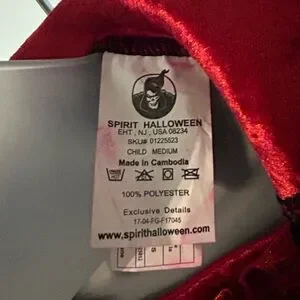 SPIRIT HALLOWEEN
EHT , NJ , USA 08234
SKU# 01225523
CHILD MEDIUM
Made in Cambodia
100% POLYESTER
Exclusive Details
17-04-FG-F17045
www.spirithalloween.com